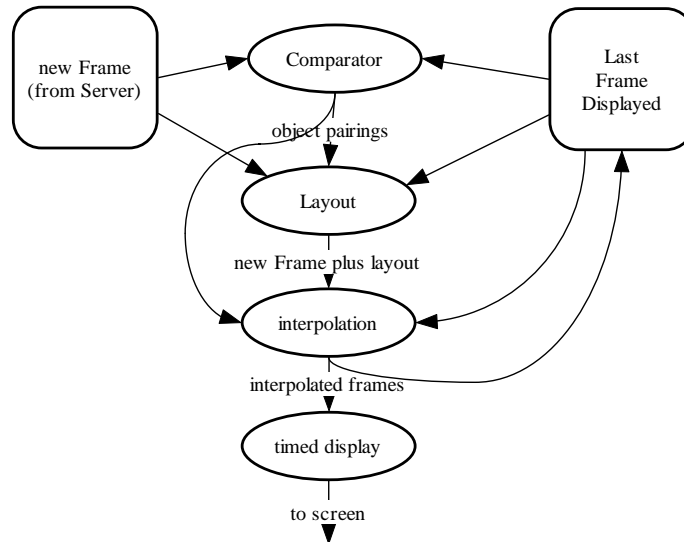 new Frame
(from Server)
Comparator
Last
Frame
Displayed
object pairings
Layout
new Frame plus layout
interpolation
interpolated frames
timed display
to screen